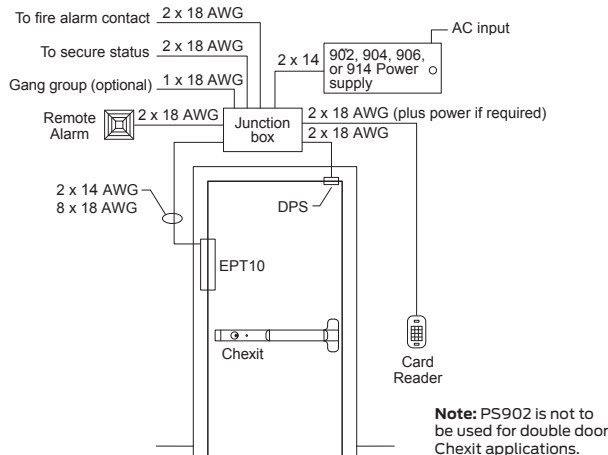 To fire alarm contact 2 x 18 AWG
To secure status 2 x 18 AWG
Gang group (optional) 1 x 18 AWG
Remote
Alarm
2 x 18 AWG
Junction
box
2 x 14
902, 904, 906,
or 914 Power
supply
AC input
2 x 18 AWG (plus power if required)
2 x 18 AWG
2 x 14 AWG
8 x 18 AWG
DPS
EPT10
Chexit
Card
Reader
Note: PS902 is not to
be used for double door
Chexit applications.